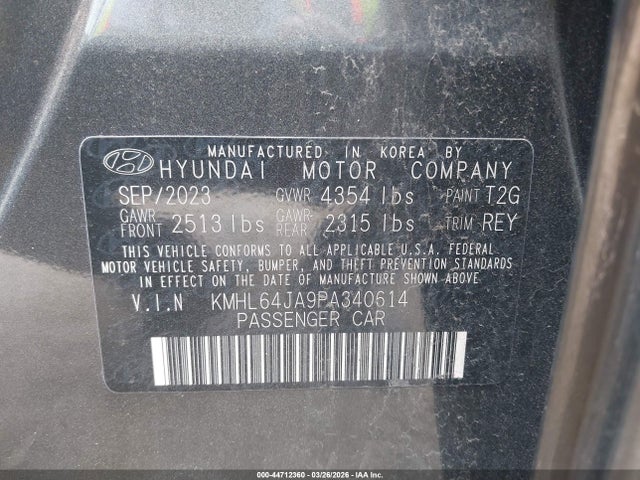 MANUFACTURED IN KOREA BY
HYUNDAI MOTOR COMPANY
SEP/2023 GVWR 4354 lbs PAINT T2G
GAWR FRONT 2513 lbs GAWR REAR 2315 lbs TRIM REY
THIS VEHICLE CONFORMS TO ALL APPLICABLE U.S.A. FEDERAL
MOTOR VEHICLE SAFETY, BUMPER, AND THEFT PREVENTION STANDARDS
IN EFFECT ON THE DATE OF MANUFACTURE SHOWN ABOVE
V.I.N KMHL64JA9PA340614
PASSENGER CAR
000-44712360 - 03/26/2026 - IAA, Inc.